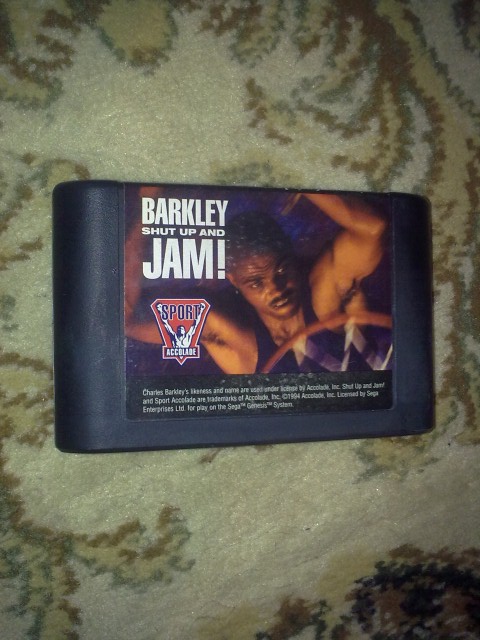 BARKLEY
SHUT UP AND
JAM!
SPORT
ACCOLADE
Charles Barkley's likeness and name are used under license by Accolade, Inc. Shut Up and Jam!
and Sport Accolade are trademarks of Accolade, Inc. ©1994 Accolade, Inc. Licensed by Sega
Enterprises Ltd. for play on the Sega™ Genesis™ System.